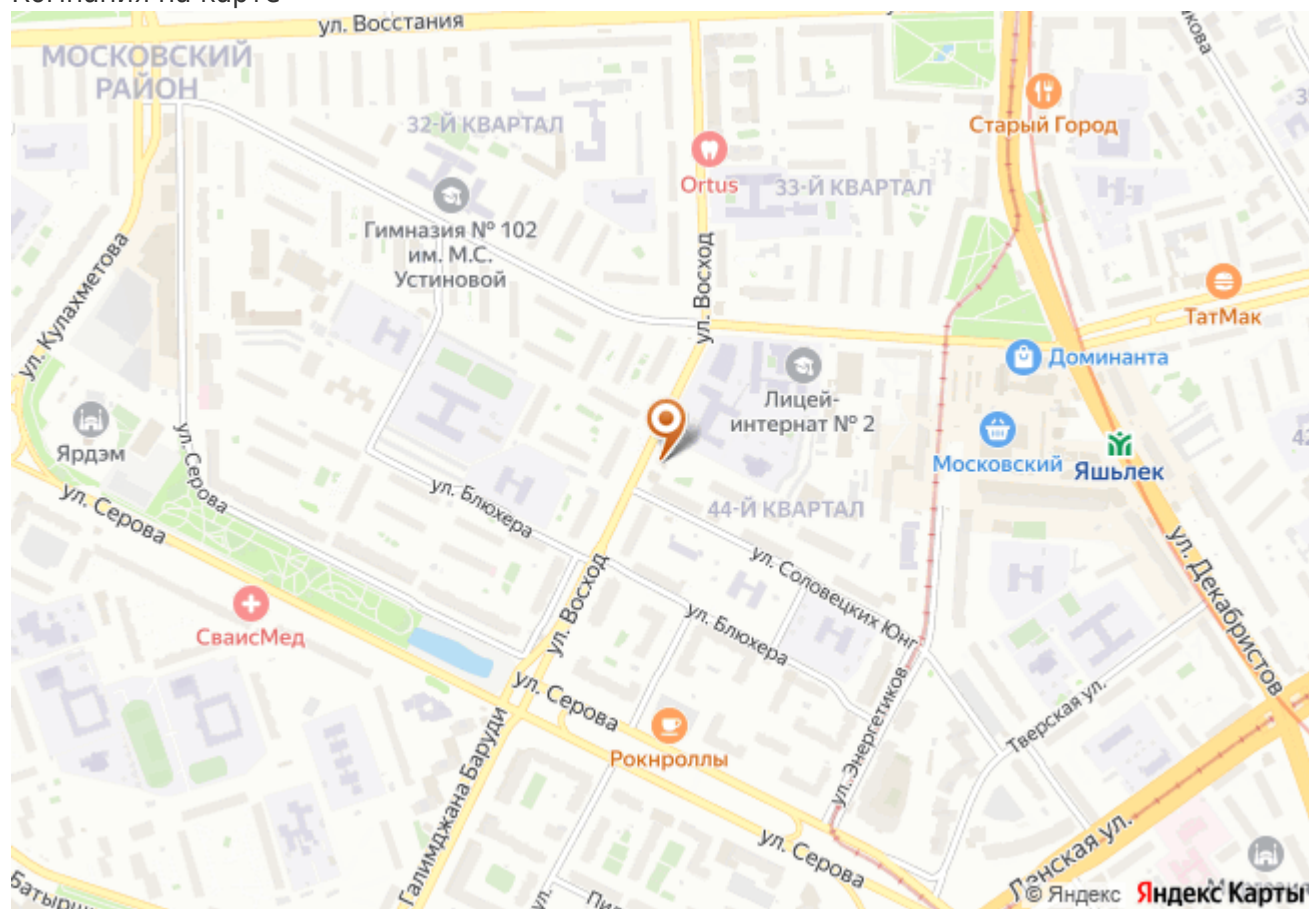 Компания на карте
ул. Восстания
МОСКОВСКИЙ
РАЙОН
32-Й КВАРТАЛ
Старый Город
Ortus
33-Й КВАРТАЛ
Гимназия № 102
им. М.С.
Устиновой
ул. Кулахметова
ул. Восход
ТатМак
Доминанта
Лицей-
интернат № 2
Ярдэм
Московский
Яшьлек
ул. Серова
ул. Серова
ул. Блюхера
44-Й КВАРТАЛ
ул. Соловецких Юнг
ул. Декабристов
СваисМед
ул. Восход
ул. Блюхера
ул. Серова
ул. Энергетиков
Тверская ул.
Рокнроллы
Галимджана Баруди
ул. Серова
ул.
© Яндекс Яндекс Карты